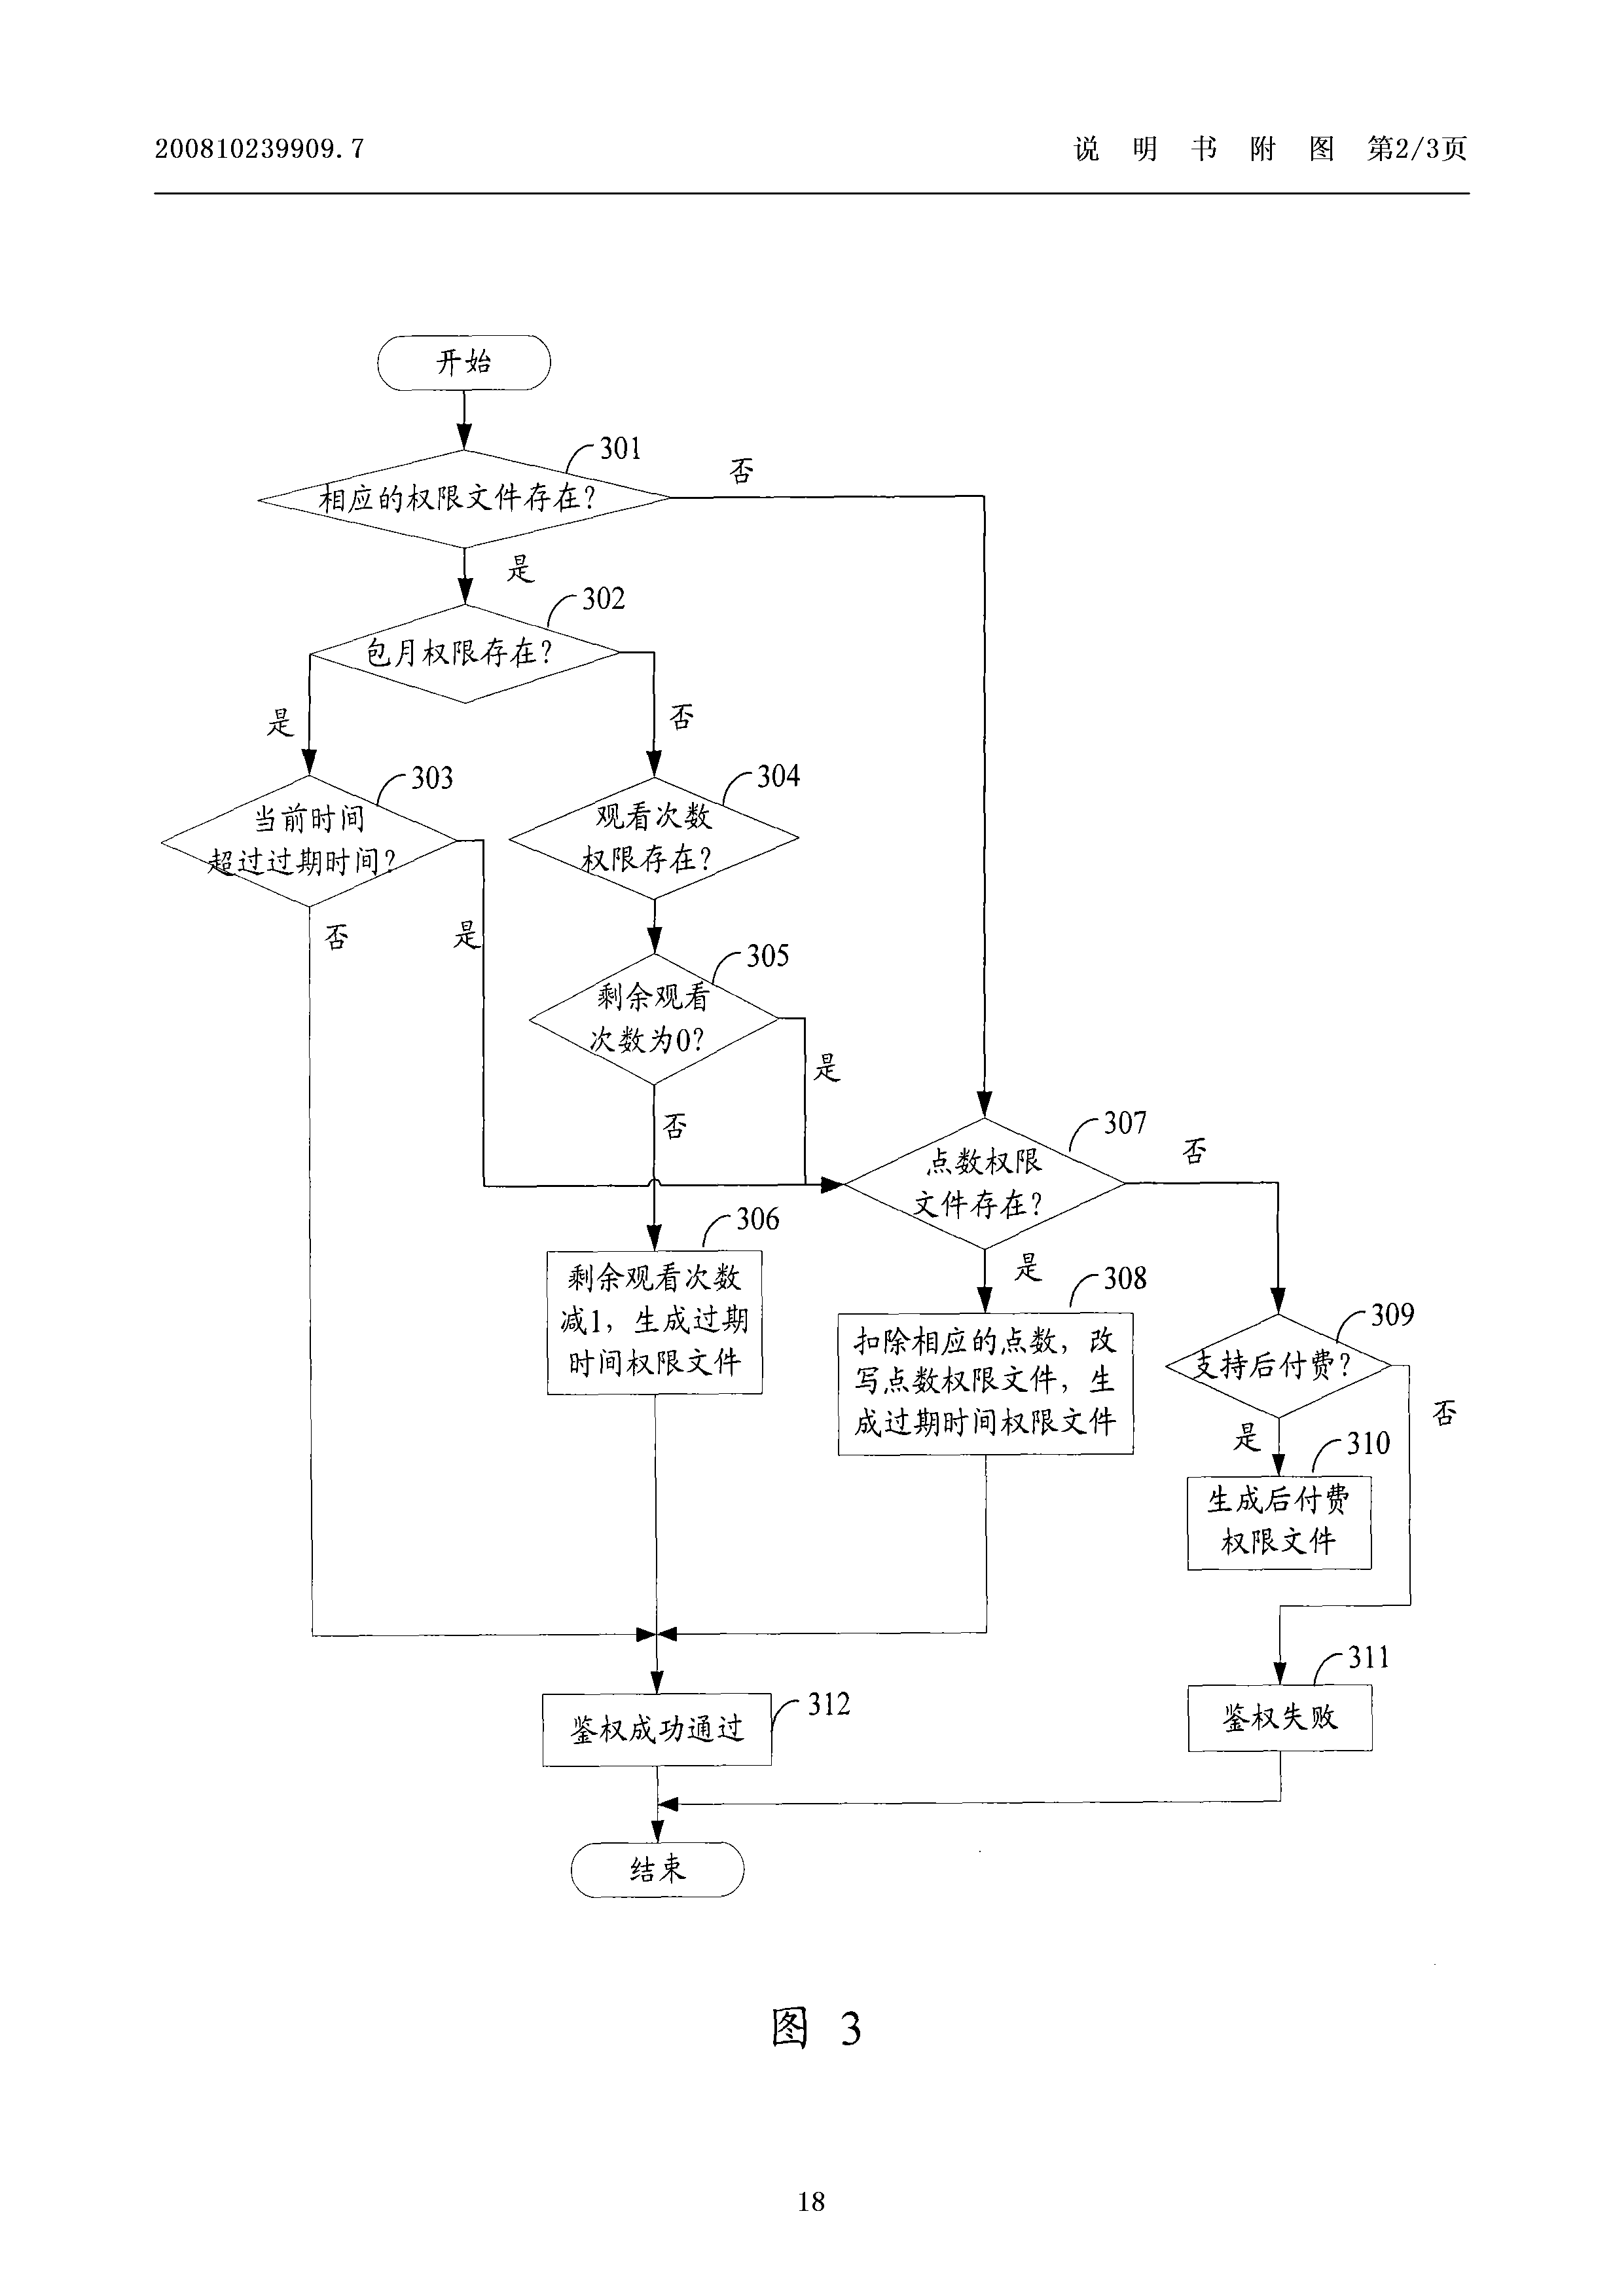 200810239909.7
说 明 书 附 图 第2/3页
开始
301
否
相应的权限文件存在?
是
302
包月权限存在?
是
否
303
304
当前时间
超过过期时间?
观看次数
权限存在?
否
是
305
剩余观看
次数为0?
是
否
307
点数权限
文件存在?
否
306
剩余观看次数
减1, 生成过期
时间权限文件
是
308
扣除相应的点数, 改
写点数权限文件, 生
成过期时间权限文件
309
支持后付费?
否
是
310
生成后付费
权限文件
311
鉴权失败
312
鉴权成功通过
结束
图 3
18